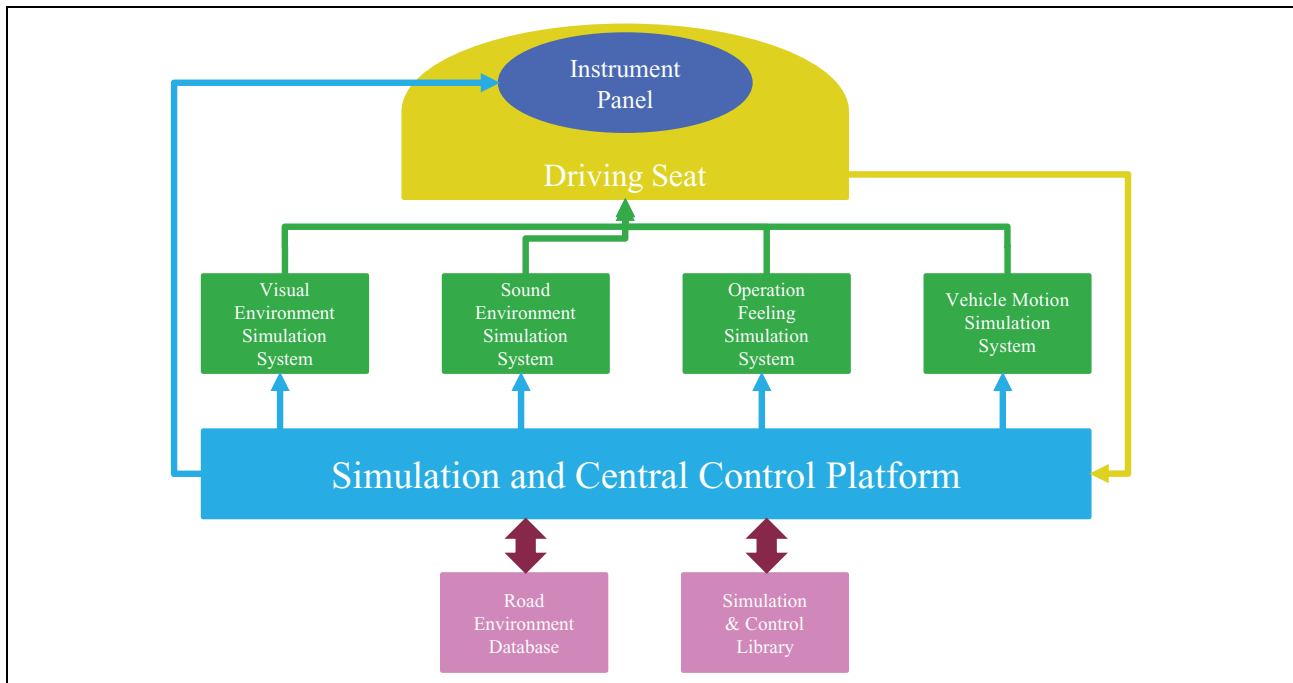 Instrument
Panel
Driving Seat
Visual
Environment
Simulation
System
Sound
Environment
Simulation
System
Operation
Feeling
Simulation
System
Vehicle Motion
Simulation
System
Simulation and Central Control Platform
Road
Environment
Database
Simulation
& Control
Library